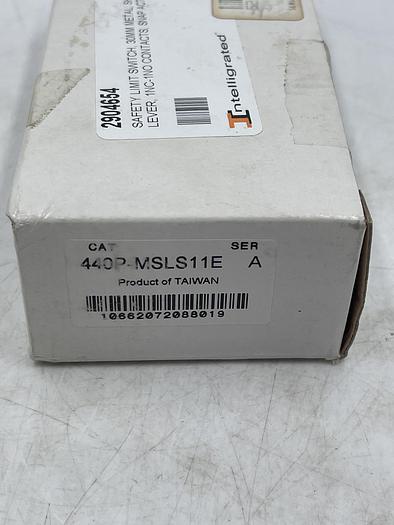 2904654
SAFETY LIMIT SWITCH, 30MM METAL
LEVER, 1NC-1NO CONTACTS, SNAP
Intelligrated
CAT
SER
440P-MSLS11E A
Product of TAIWAN
10662072088019